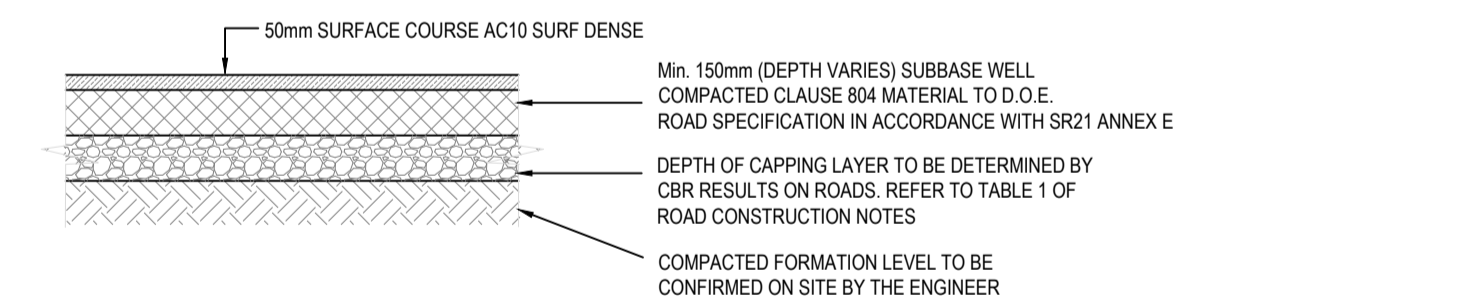 50mm SURFACE COURSE AC10 SURF DENSE
Min. 150mm (DEPTH VARIES) SUBBASE WELL
COMPACTED CLAUSE 804 MATERIAL TO D.O.E.
ROAD SPECIFICATION IN ACCORDANCE WITH SR21 ANNEX E
DEPTH OF CAPPING LAYER TO BE DETERMINED BY
CBR RESULTS ON ROADS. REFER TO TABLE 1 OF
ROAD CONSTRUCTION NOTES
COMPACTED FORMATION LEVEL TO BE
CONFIRMED ON SITE BY THE ENGINEER